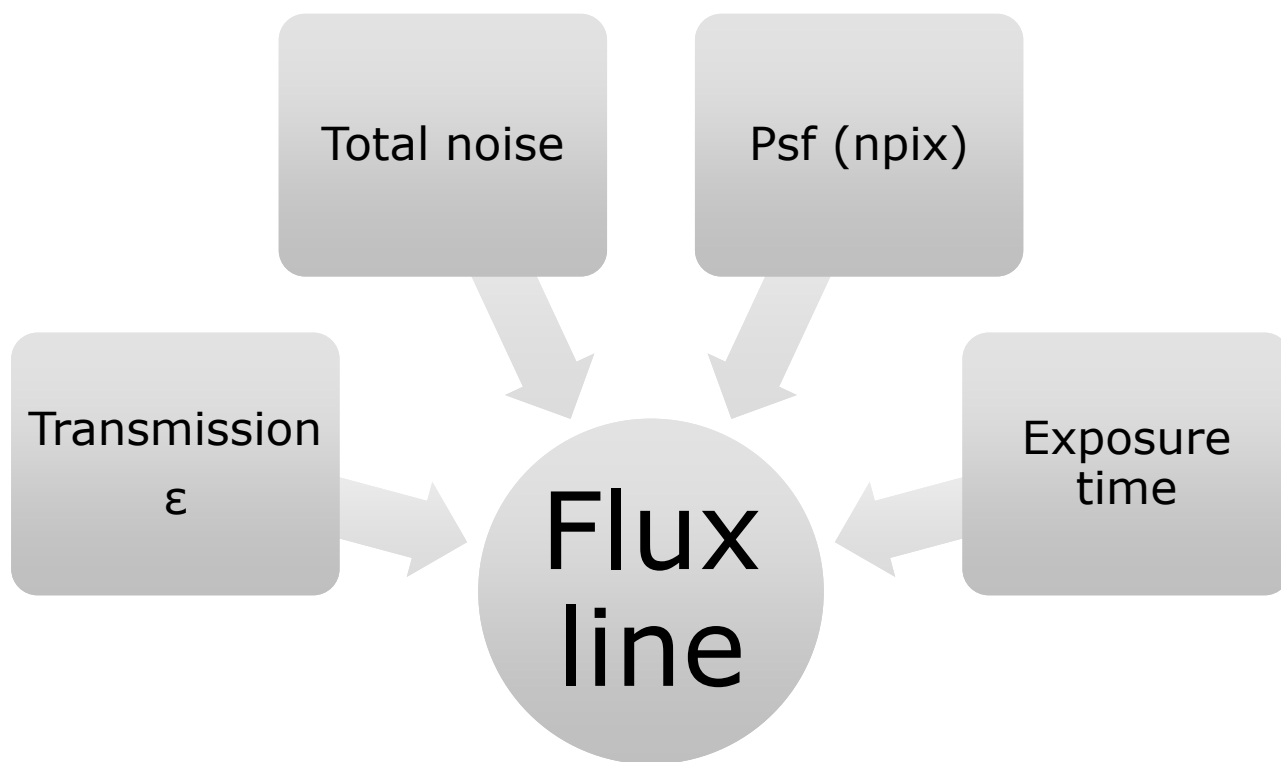 Total noise
Psf (npix)
Transmission
ε
Exposure
time
Flux
line